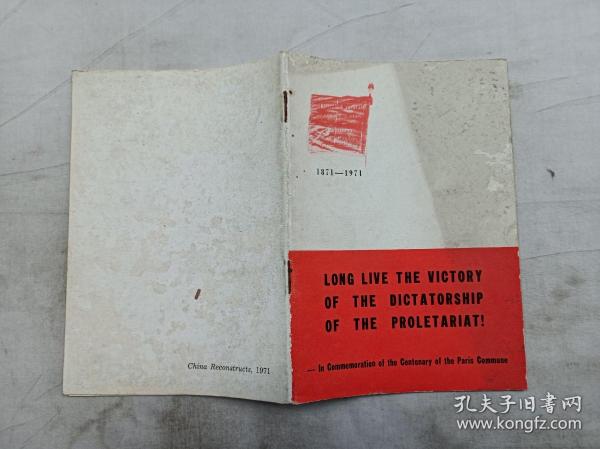 1871—1971
LONG LIVE THE VICTORY
OF THE DICTATORSHIP
OF THE PROLETARIAT!
— In Commemoration of the Centenary of the Paris Commune
China Reconstructs, 1971
孔夫子旧书网
www.kongfz.com